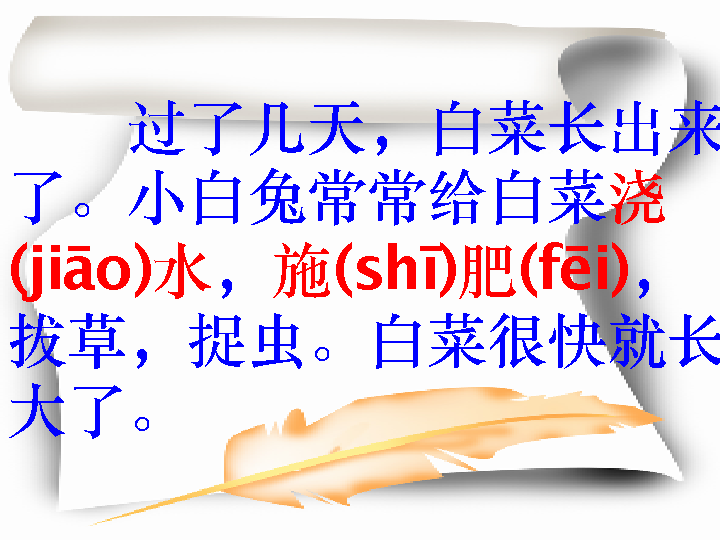 过了几天，白菜长出来
了。小白兔常常给白菜浇
(jiāo)水，施(shī)肥(fēi)，
拔草，捉虫。白菜很快就长
大了。